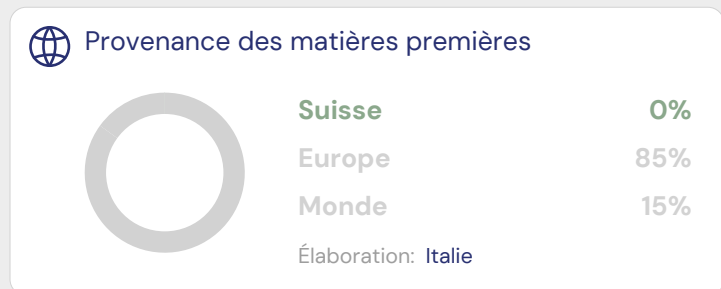 Provenance des matières premières
Suisse 0%
Europe 85%
Monde 15%
Élaboration: Italie